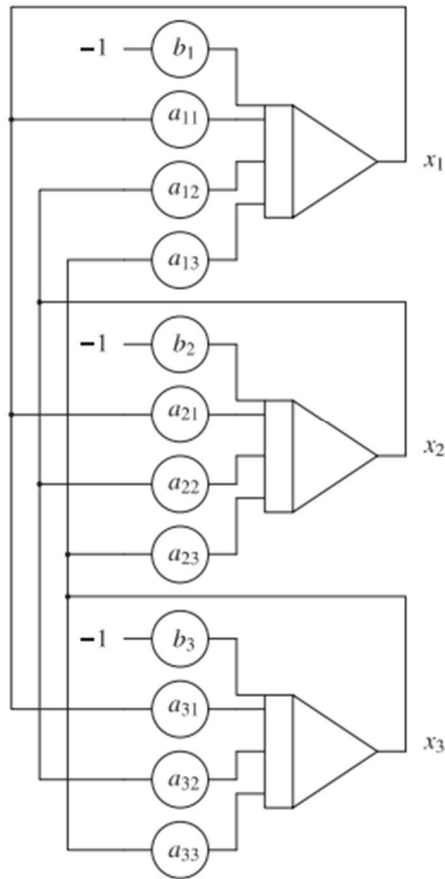 −1 b₁
a₁₁
x₁
a₁₂
a₁₃
−1 b₂
a₂₁
x₂
a₂₂
a₂₃
−1 b₃
a₃₁
x₃
a₃₂
a₃₃